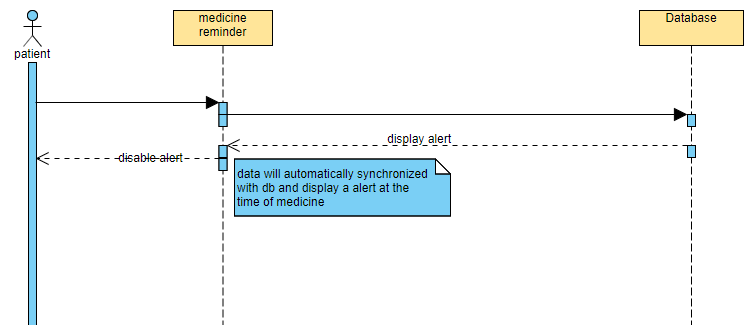 medicine
reminder
Database
patient
display alert
disable alert
data will automatically synchronized
with db and display a alert at the
time of medicine